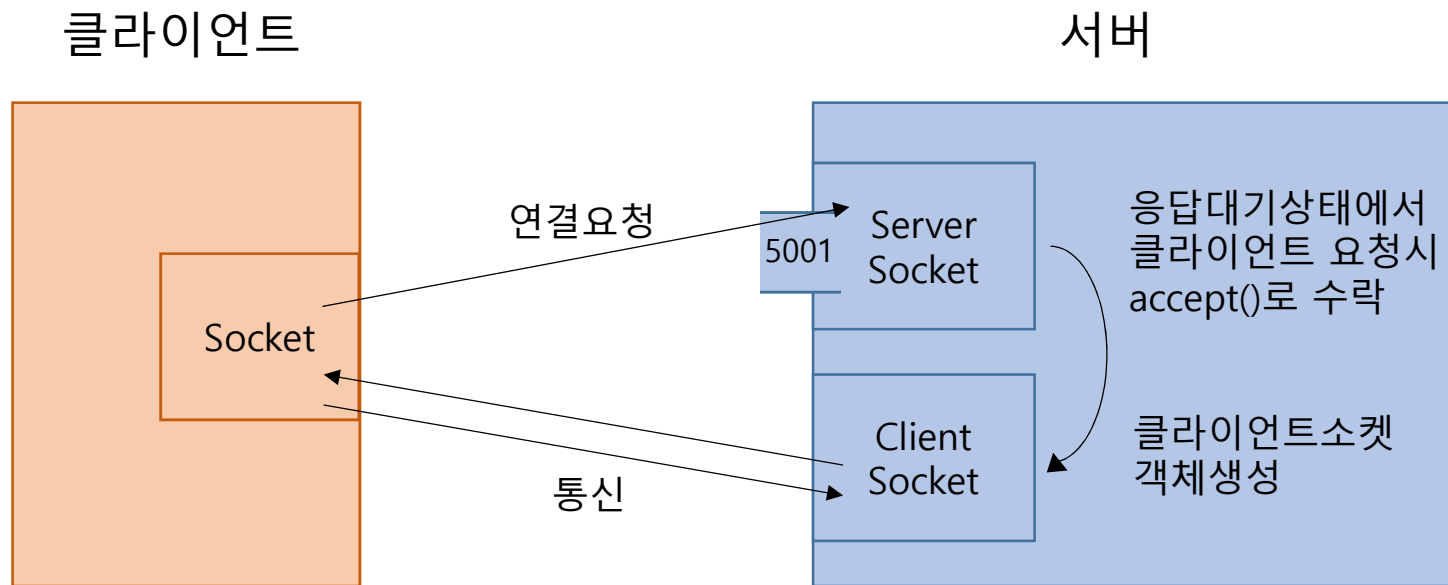 클라이언트
서버
연결요청
5001
Server
Socket
응답대기상태에서
클라이언트 요청시
accept()로 수락
Socket
Client
Socket
클라이언트소켓
객체생성
통신